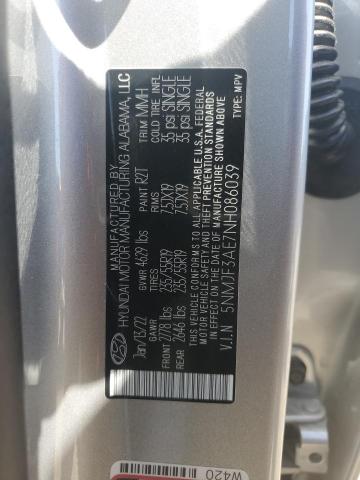 MANUFACTURED BY
HYUNDAI MOTOR MANUFACTURING ALABAMA, LLC
Jan/13/22 GVWR 4629 lbs PAINT R2T TRIM MMH
GAWR TIRES RIMS COLD TIRE INFL
FRONT 2778 lbs 235/55R19 7.5JX19 35 psi SINGLE
REAR 2646 lbs 235/55R19 7.5JX19 35 psi SINGLE
THIS VEHICLE CONFORMS TO ALL APPLICABLE U.S.A. FEDERAL
MOTOR VEHICLE SAFETY AND THEFT PREVENTION STANDARDS
IN EFFECT ON THE DATE OF MANUFACTURE SHOWN ABOVE.
V.I.N 5NMJF3AE7NH086039 TYPE: MPV
W420